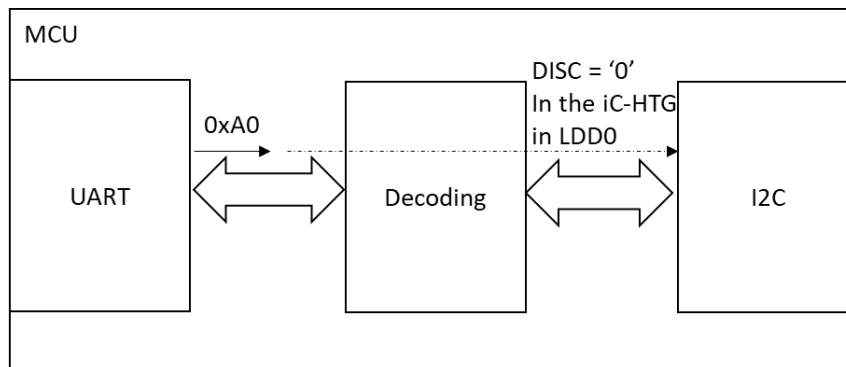 MCU
DISC = ‘0’
In the iC-HTG
in LDD0
0xA0
UART
Decoding
I2C